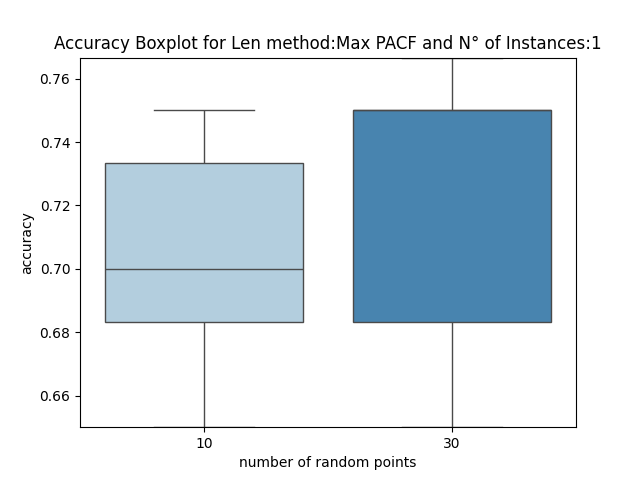 Accuracy Boxplot for Len method:Max PACF and N° of Instances:1
0.76
0.74
0.72
0.70
0.68
0.66
accuracy
10 30
number of random points